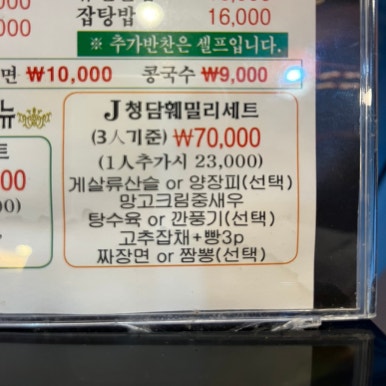 잡탕밥 16,000
※ 추가반찬은 셀프입니다.
면 ₩10,000 콩국수 ₩9,000
뉴
J 청담훼밀리세트
(3人기준) ₩70,000
(1人추가시 23,000)
게살류산슬 or 양장피(선택)
망고크림중새우
탕수육 or 깐풍기(선택)
고추잡채+빵3p
짜장면 or 짬뽕(선택)